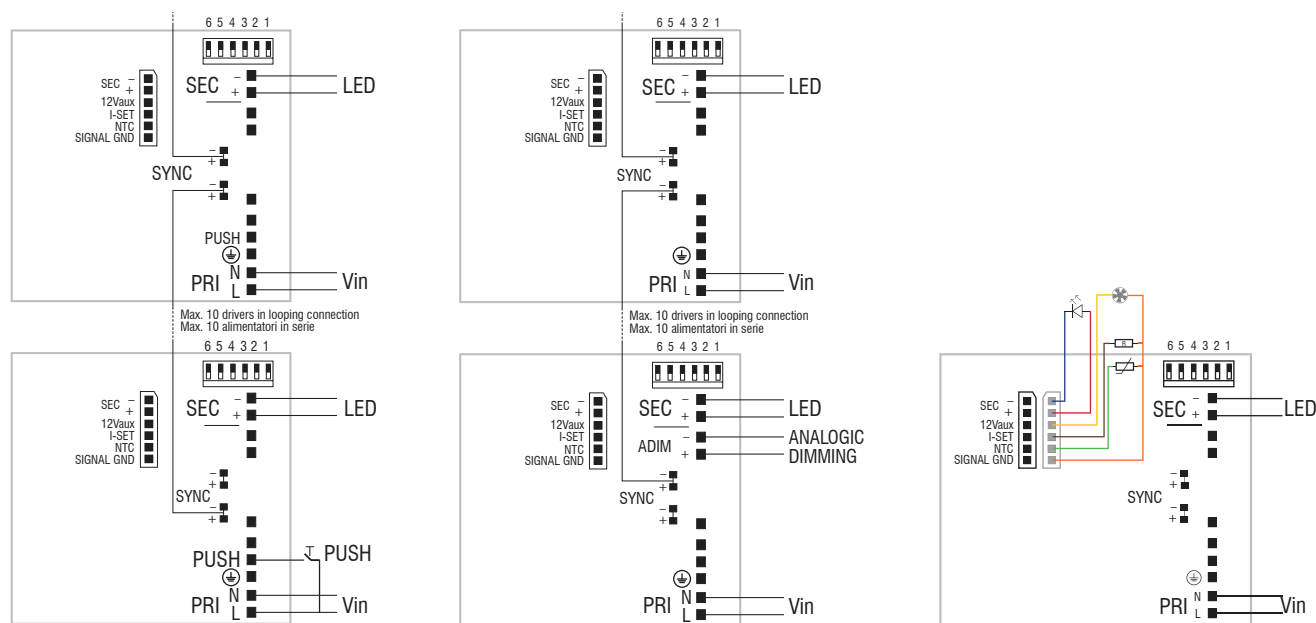 6 5 4 3 2 1
SEC -
+
12Vaux
I-SET
NTC
SIGNAL GND
SEC
-
+
LED
-
+
SYNC
-
+
PUSH
N
PRI
L
Vin
Max. 10 drivers in looping connection
Max. 10 alimentatori in serie
6 5 4 3 2 1
SEC -
+
12Vaux
I-SET
NTC
SIGNAL GND
SEC
-
+
LED
-
+
SYNC
-
+
PUSH
T PUSH
N
PRI
L
Vin
6 5 4 3 2 1
SEC -
+
12Vaux
I-SET
NTC
SIGNAL GND
SEC
-
+
LED
-
+
SYNC
-
+
N
PRI
L
Vin
Max. 10 drivers in looping connection
Max. 10 alimentatori in serie
6 5 4 3 2 1
SEC -
+
12Vaux
I-SET
NTC
SIGNAL GND
SEC
-
+
LED
ADIM
-
+
ANALOGIC
DIMMING
-
+
SYNC
-
+
N
PRI
L
Vin
R
6 5 4 3 2 1
SEC -
+
12Vaux
I-SET
NTC
SIGNAL GND
SEC
-
+
LED
-
+
SYNC
-
+
N
PRI
L
Vin